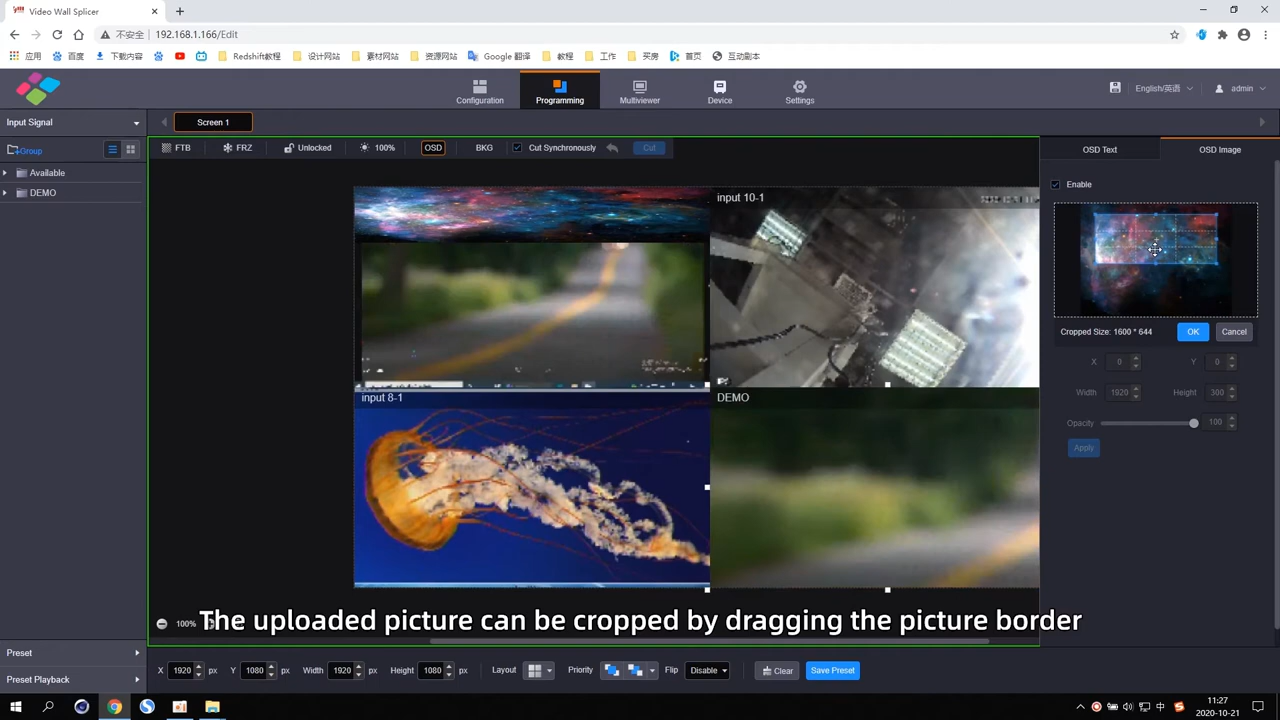 Video Wall Splicer
不安全 | 192.168.1.166/Edit
应用 百度 下载内容 Redshift教程 设计网站 素材网站 资源网站 Google 翻译 教程 工作 买房 首页 互动剧本
Configuration Programming Multiviewer Device Settings
English/英语 admin
Input Signal
Screen 1
Group
FTB FRZ Unlocked 100% OSD BKG Cut Synchronously Cut
OSD Text OSD Image
Available
DEMO
Enable
input 10-1
Cropped Size: 1600 * 644 OK Cancel
X 0 Y 0
Width 1920 Height 300
input 8-1
DEMO
Opacity 100
Apply
100%
The uploaded picture can be cropped by dragging the picture border
Preset
Preset Playback
X 1920 px Y 1080 px Width 1920 px Height 1080 px Layout Priority Flip Disable Clear Save Preset
中
11:27
2020-10-21